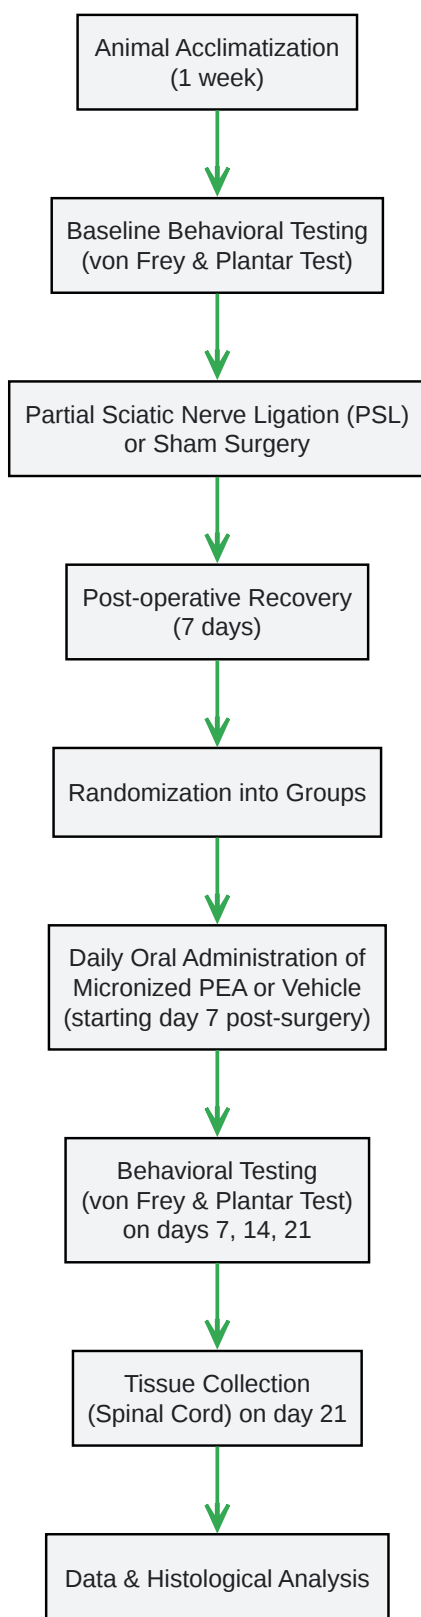 Animal Acclimatization
(1 week)
Baseline Behavioral Testing
(von Frey & Plantar Test)
Partial Sciatic Nerve Ligation (PSL)
or Sham Surgery
Post-operative Recovery
(7 days)
Randomization into Groups
Daily Oral Administration of
Micronized PEA or Vehicle
(starting day 7 post-surgery)
Behavioral Testing
(von Frey & Plantar Test)
on days 7, 14, 21
Tissue Collection
(Spinal Cord) on day 21
Data & Histological Analysis